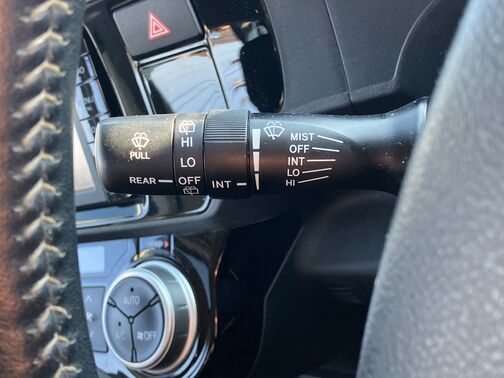 PULL
HI
LO
REAR OFF INT
MIST
OFF
INT
LO
HI
AUTO
A/C OFF